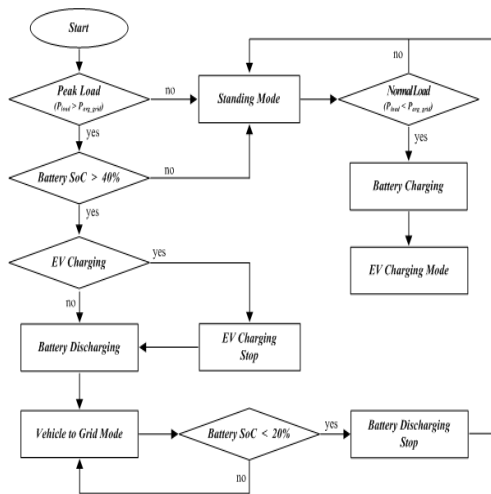 Start
Peak Load
(P_load > P_avg_grid)
no
Standing Mode
no
Normal Load
(P_load < P_avg_grid)
yes
yes
Battery SoC > 40%
no
Battery Charging
yes
EV Charging
yes
EV Charging Mode
no
Battery Discharging
EV Charging
Stop
Vehicle to Grid Mode
Battery SoC < 20%
yes
Battery Discharging
Stop
no